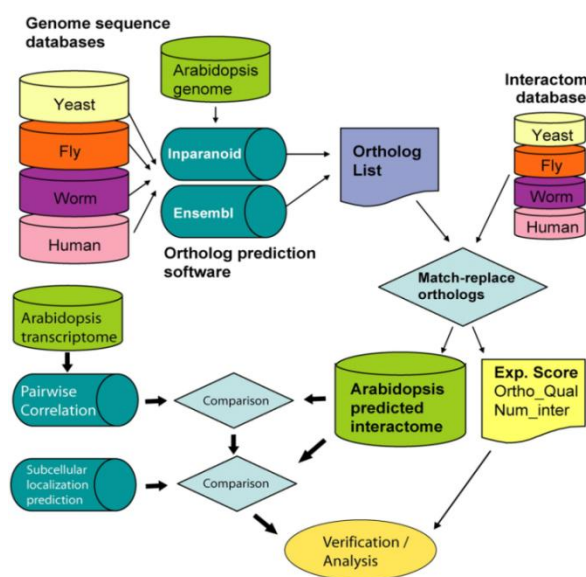 Genome sequence
databases
Arabidopsis
genome
Yeast
Fly
Worm
Human
Inparanoid
Ensembl
Ortholog prediction
software
Ortholog
List
Interactom
database
Yeast
Fly
Worm
Human
Match-replace
orthologs
Arabidopsis
transcriptome
Pairwise
Correlation
Comparison
Arabidopsis
predicted
interactome
Exp. Score
Ortho_Qual
Num_inter
Subcellular
localization
prediction
Comparison
Verification /
Analysis